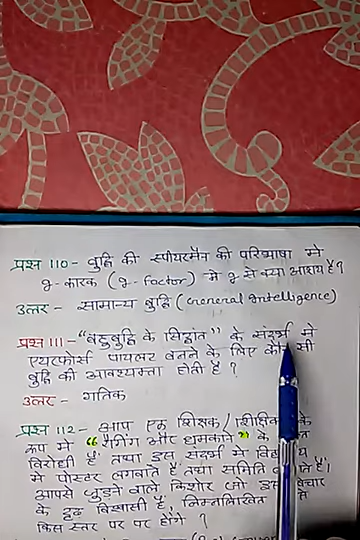 प्रश्न 110- बुद्धि की स्पीयरमैन की परिभाषा में
g-कारक (g-factor) में g से क्या आशय है?
उत्तर - सामान्य बुद्धि (General Intelligence)
प्रश्न 111- "बहुबुद्धि के सिद्धांत" के संदर्भ में
एयरफोर्स पायलट बनने के लिए कौन सी
बुद्धि की आवश्यक्ता होती है ?
उत्तर - गतिक
प्रश्न 112- आप एक शिक्षक/शिक्षिका के
रूप में "रैगिंग और धमकाने" के
विरोधी हैं तथा इस संदर्भ में
में पोस्टर लगवाते हैं तथा समिति
आपसे जुड़ने वाले किशोर जो
के दृढ़ विश्वासी हैं, निम्नलिखित
किस स्तर पर पर होंगे ?